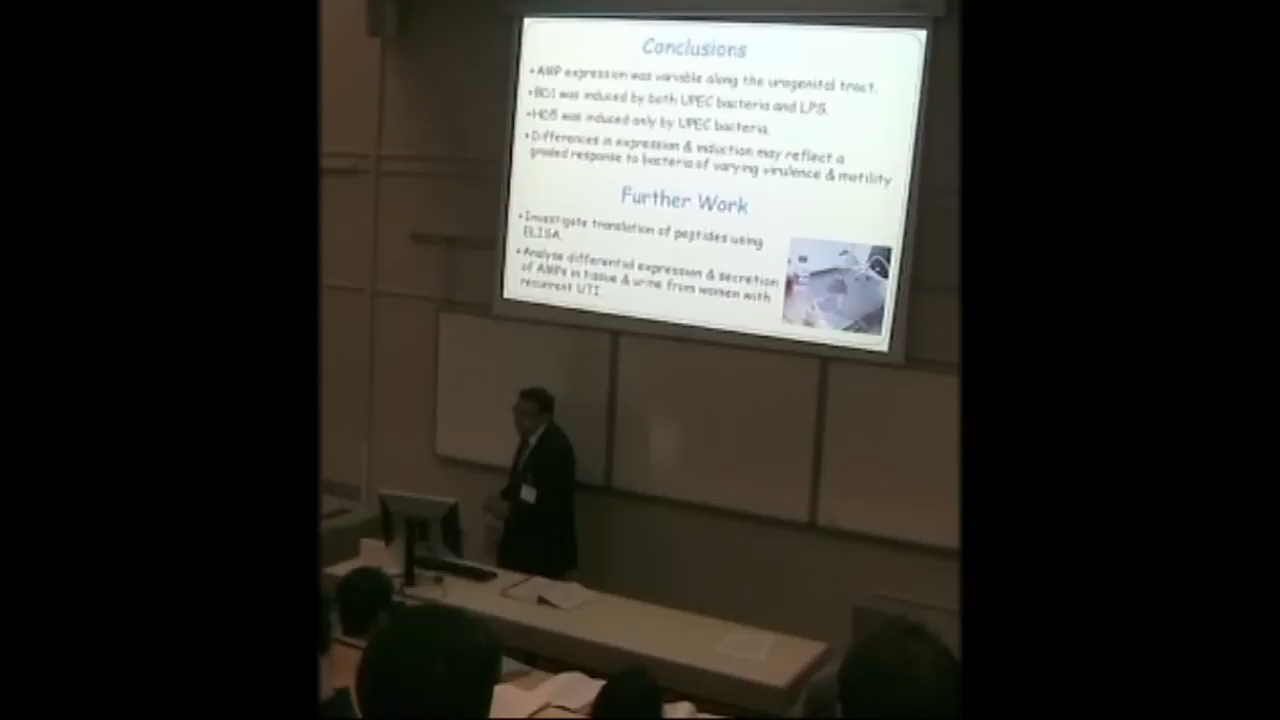 Conclusions
•AMP expression was variable along the urogenital tract.
•BD1 was induced by both UPEC bacteria and LPS.
•HD5 was induced only by UPEC bacteria.
•Differences in expression & induction may reflect a
graded response to bacteria of varying virulence & motility
Further Work
•Investigate translation of peptides using
ELISA.
•Analyse differential expression & secretion
of AMPs in tissue & urine from women with
recurrent UTI.